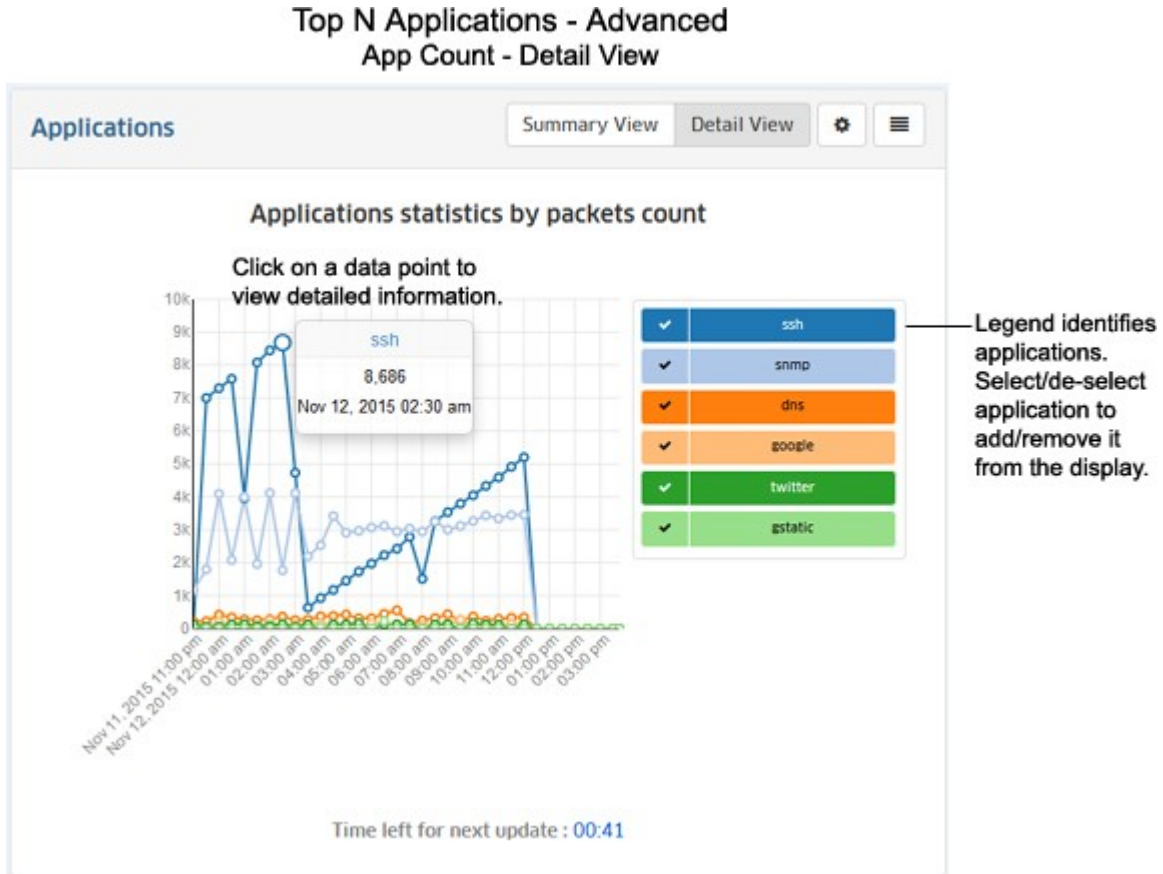 Top N Applications - Advanced
App Count - Detail View
Applications
Summary View
Detail View
Applications statistics by packets count
Click on a data point to
view detailed information.
10k
9k
8k
7k
6k
5k
4k
3k
2k
1k
0
ssh
8,686
Nov 12, 2015 02:30 am
Nov 11, 2015 11:00 pm
Nov 12, 2015 12:00 am
01:00 am
02:00 am
03:00 am
04:00 am
05:00 am
06:00 am
07:00 am
08:00 am
09:00 am
10:00 am
11:00 am
12:00 pm
01:00 pm
02:00 pm
03:00 pm
ssh
snmp
dns
google
twitter
gstatic
Legend identifies
applications.
Select/de-select
application to
add/remove it
from the display.
Time left for next update : 00:41